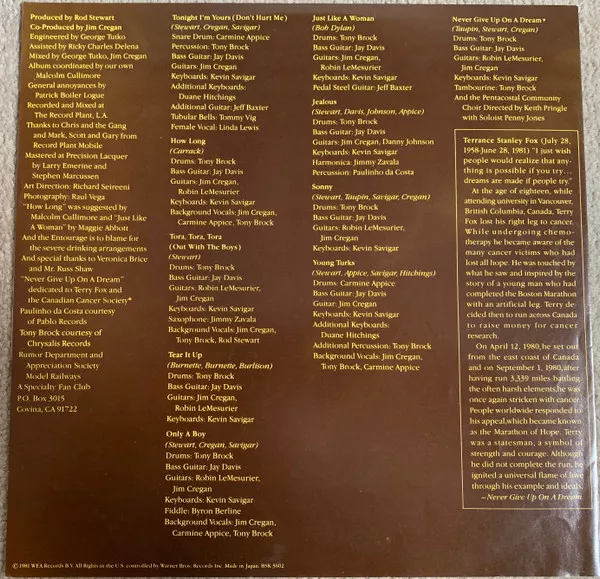 Produced by Rod Stewart
Co-Produced by Jim Cregan
Engineered by George Tutko
Assisted by Ricky Charles Delena
Mixed by George Tutko, Jim Cregan
Album coordinated by our own
Malcolm Cullimore
General annoyances by
Patrick Boiler Logue
Recorded and Mixed at
The Record Plant, L.A.
Thanks to Chris and the Gang
and Mark, Scott and Gary from
Record Plant Mobile
Mastered at Precision Lacquer
by Larry Emerine and
Stephen Marcussen
Art Direction: Richard Seireeni
Photography: Raul Vega
"How Long" was suggested by
Malcolm Cullimore and "Just Like
A Woman" by Maggie Abbott
And the Entourage is to blame for
the severe drinking arrangements
And special thanks to Veronica Brice
and Mr. Russ Shaw
"Never Give Up On A Dream"
dedicated to Terry Fox and
the Canadian Cancer Society*
Paulinho da Costa courtesy
of Pablo Records
Tony Brock courtesy of
Chrysalis Records
Rumor Department and
Appreciation Society
Model Railways
A Specialty Fan Club
P.O. Box 3015
Covina, CA 91722
Tonight I'm Yours (Don't Hurt Me)
(Stewart, Cregan, Savigar)
Snare Drum: Carmine Appice
Percussion: Tony Brock
Bass Guitar: Jay Davis
Guitars: Jim Cregan
Keyboards: Kevin Savigar
Additional Keyboards:
Duane Hitchings
Additional Guitar: Jeff Baxter
Tubular Bells: Tommy Vig
Female Vocal: Linda Lewis
How Long
(Carrack)
Drums: Tony Brock
Bass Guitar: Jay Davis
Guitars: Jim Cregan,
Robin LeMesurier
Keyboards: Kevin Savigar
Background Vocals: Jim Cregan,
Carmine Appice, Tony Brock
Tora, Tora, Tora
(Out With The Boys)
(Stewart)
Drums: Tony Brock
Bass Guitar: Jay Davis
Guitars: Robin LeMesurier,
Jim Cregan
Keyboards: Kevin Savigar
Saxophone: Jimmy Zavala
Background Vocals: Jim Cregan,
Tony Brock, Rod Stewart
Tear It Up
(Burnette, Burnette, Burlison)
Drums: Tony Brock
Bass Guitar: Jay Davis
Guitars: Jim Cregan,
Robin LeMesurier
Keyboards: Kevin Savigar
Only A Boy
(Stewart, Cregan, Savigar)
Drums: Tony Brock
Bass Guitar: Jay Davis
Guitars: Robin LeMesurier,
Jim Cregan
Keyboards: Kevin Savigar
Fiddle: Byron Berline
Background Vocals: Jim Cregan,
Carmine Appice, Tony Brock
Just Like A Woman
(Bob Dylan)
Drums: Tony Brock
Bass Guitar: Jay Davis
Guitars: Jim Cregan,
Robin LeMesurier
Keyboards: Kevin Savigar
Pedal Steel Guitar: Jeff Baxter
Jealous
(Stewart, Davis, Johnson, Appice)
Drums: Tony Brock
Bass Guitar: Jay Davis
Guitars: Jim Cregan, Danny Johnson
Keyboards: Kevin Savigar
Harmonica: Jimmy Zavala
Percussion: Paulinho da Costa
Sonny
(Stewart, Taupin, Savigar, Cregan)
Drums: Tony Brock
Bass Guitar: Jay Davis
Guitars: Robin LeMesurier,
Jim Cregan
Keyboards: Kevin Savigar
Young Turks
(Stewart, Appice, Savigar, Hitchings)
Drums: Carmine Appice
Bass Guitar: Jay Davis
Guitar: Jim Cregan
Keyboards: Kevin Savigar
Additional Keyboards:
Duane Hitchings
Additional Percussion: Tony Brock
Background Vocals: Jim Cregan,
Tony Brock, Carmine Appice
Never Give Up On A Dream*
(Taupin, Stewart, Cregan)
Drums: Tony Brock
Bass Guitar: Jay Davis
Guitars: Robin LeMesurier,
Jim Cregan
Keyboards: Kevin Savigar
Tambourine: Tony Brock
And the Pentacostal Community
Choir Directed by Keith Pringle
with Soloist Penny Jones
Terrance Stanley Fox (July 28,
1958-June 28, 1981) "I just wish
people would realize that any-
thing is possible if you try...
dreams are made if people try."
At the age of eighteen, while
attending university in Vancouver,
British Columbia, Canada, Terry
Fox lost his right leg to cancer.
While undergoing chemo-
therapy he became aware of the
many cancer victims who had
lost all hope. He was touched by
what he saw and inspired by the
story of a young man who had
completed the Boston Marathon
with an artificial leg. Terry de-
cided then to run across Canada
to raise money for cancer
research.
On April 12, 1980, he set out
from the east coast of Canada
and on September 1, 1980, after
having run 3,339 miles battling
the often harsh elements, he was
once again stricken with cancer.
People worldwide responded to
his appeal, which became known
as the Marathon of Hope. Terry
was a statesman, a symbol of
strength and courage. Although
he did not complete the run, he
ignited a universal flame of love
through his example and ideals.
—Never Give Up On A Dream
© 1981 WEA Records B.V. All Rights in the U.S. controlled by Warner Bros. Records Inc. Made in Japan. BSK 3602